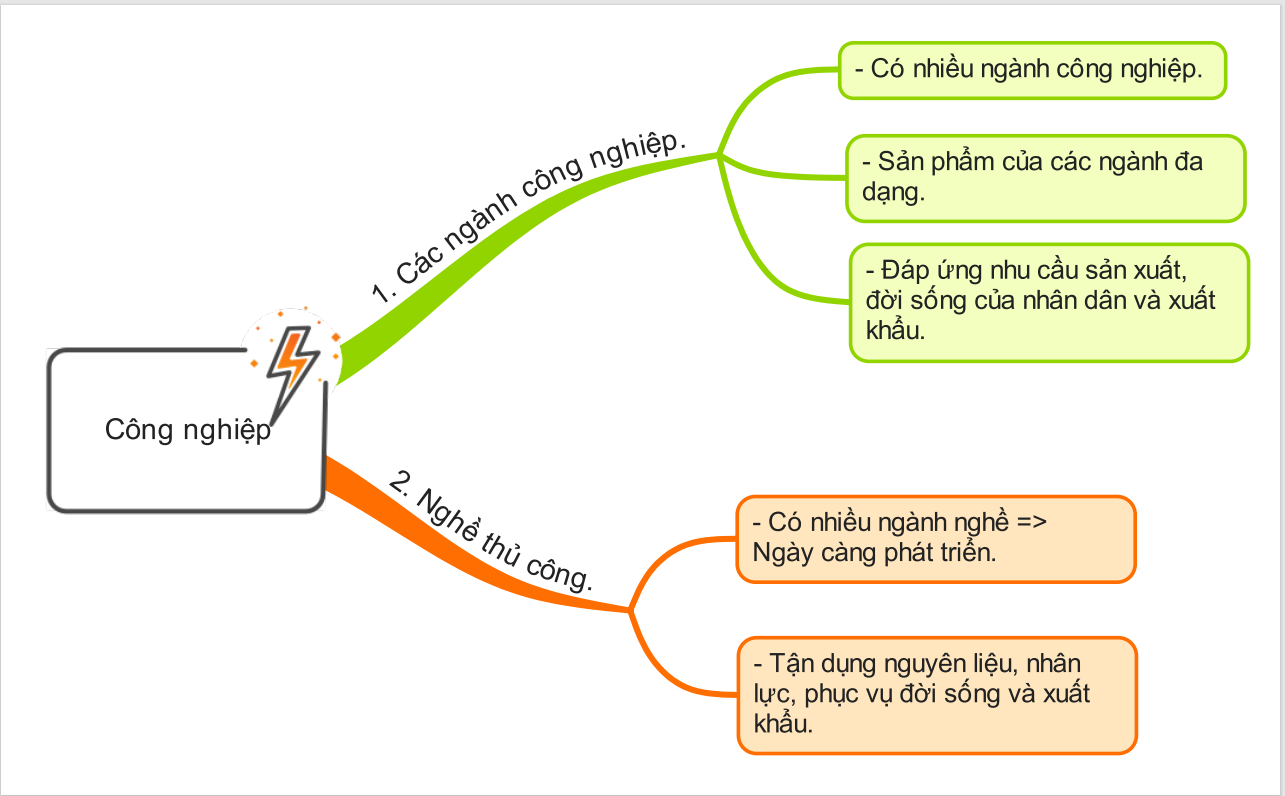 Công nghiệp
1. Các ngành công nghiệp.
- Có nhiều ngành công nghiệp.
- Sản phẩm của các ngành đa
dạng.
- Đáp ứng nhu cầu sản xuất,
đời sống của nhân dân và xuất
khẩu.
2. Nghề thủ công.
- Có nhiều ngành nghề =>
Ngày càng phát triển.
- Tận dụng nguyên liệu, nhân
lực, phục vụ đời sống và xuất
khẩu.